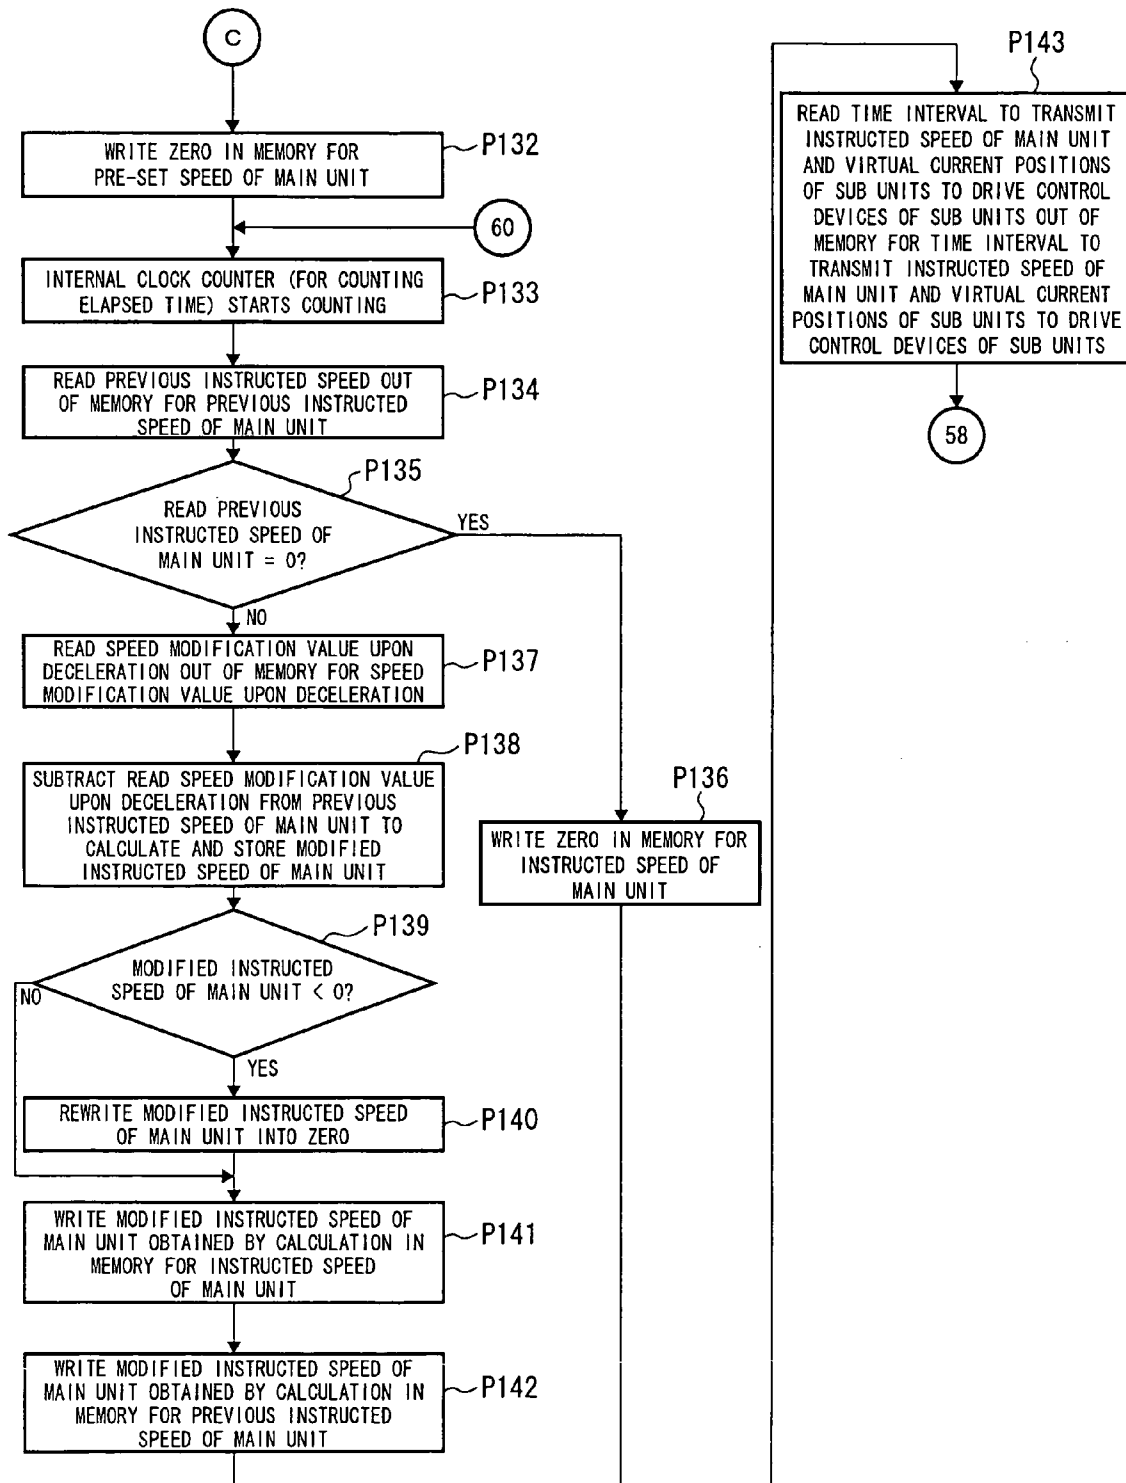 C
WRITE ZERO IN MEMORY FOR
PRE-SET SPEED OF MAIN UNIT
P132
60
INTERNAL CLOCK COUNTER (FOR COUNTING
ELAPSED TIME) STARTS COUNTING
P133
READ PREVIOUS INSTRUCTED SPEED OUT
OF MEMORY FOR PREVIOUS INSTRUCTED
SPEED OF MAIN UNIT
P134
P135
READ PREVIOUS
INSTRUCTED SPEED OF
MAIN UNIT = 0?
YES
NO
READ SPEED MODIFICATION VALUE UPON
DECELERATION OUT OF MEMORY FOR SPEED
MODIFICATION VALUE UPON DECELERATION
P137
P138
SUBTRACT READ SPEED MODIFICATION VALUE
UPON DECELERATION FROM PREVIOUS
INSTRUCTED SPEED OF MAIN UNIT TO
CALCULATE AND STORE MODIFIED
INSTRUCTED SPEED OF MAIN UNIT
P136
WRITE ZERO IN MEMORY FOR
INSTRUCTED SPEED OF
MAIN UNIT
P139
MODIFIED INSTRUCTED
SPEED OF MAIN UNIT < 0?
NO
YES
REWRITE MODIFIED INSTRUCTED SPEED
OF MAIN UNIT INTO ZERO
P140
WRITE MODIFIED INSTRUCTED SPEED OF
MAIN UNIT OBTAINED BY CALCULATION IN
MEMORY FOR INSTRUCTED SPEED
OF MAIN UNIT
P141
WRITE MODIFIED INSTRUCTED SPEED OF
MAIN UNIT OBTAINED BY CALCULATION IN
MEMORY FOR PREVIOUS INSTRUCTED
SPEED OF MAIN UNIT
P142
P143
READ TIME INTERVAL TO TRANSMIT
INSTRUCTED SPEED OF MAIN UNIT
AND VIRTUAL CURRENT POSITIONS
OF SUB UNITS TO DRIVE CONTROL
DEVICES OF SUB UNITS OUT OF
MEMORY FOR TIME INTERVAL TO
TRANSMIT INSTRUCTED SPEED OF
MAIN UNIT AND VIRTUAL CURRENT
POSITIONS OF SUB UNITS TO DRIVE
CONTROL DEVICES OF SUB UNITS
58